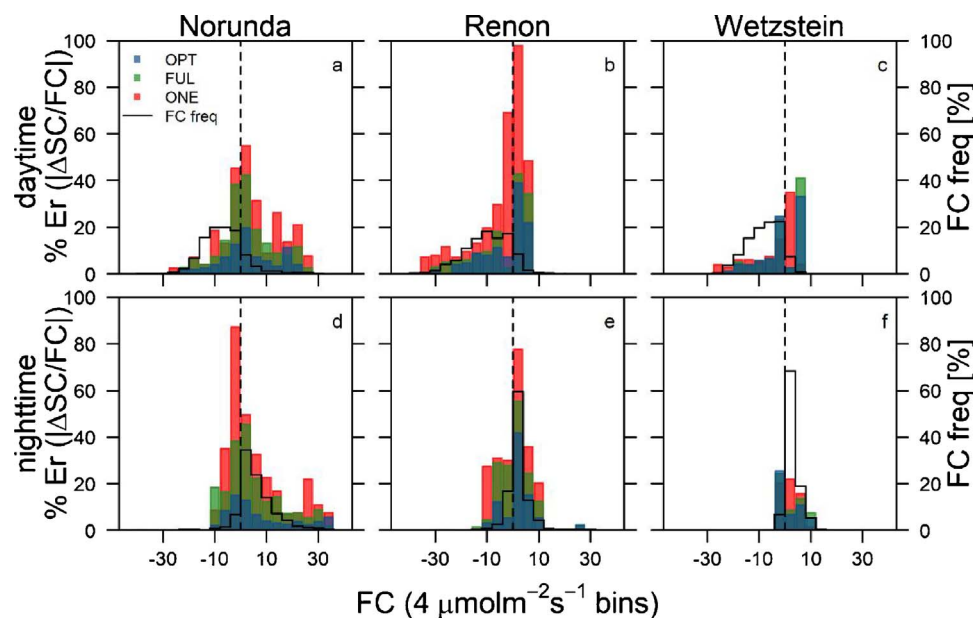 Norunda Renon Wetzstein
daytime
% Er (|ΔSC/FC|)
100
80
60
40
20
0
OPT
FUL
ONE
FC freq
a
b
c
100
80
60
40
20
0
FC freq [%]
nighttime
% Er (|ΔSC/FC|)
100
80
60
40
20
0
d
e
f
100
80
60
40
20
0
FC freq [%]
-10 10 30 -10 10 30 -10 10 30
FC (4 μmolm⁻²s⁻¹ bins)